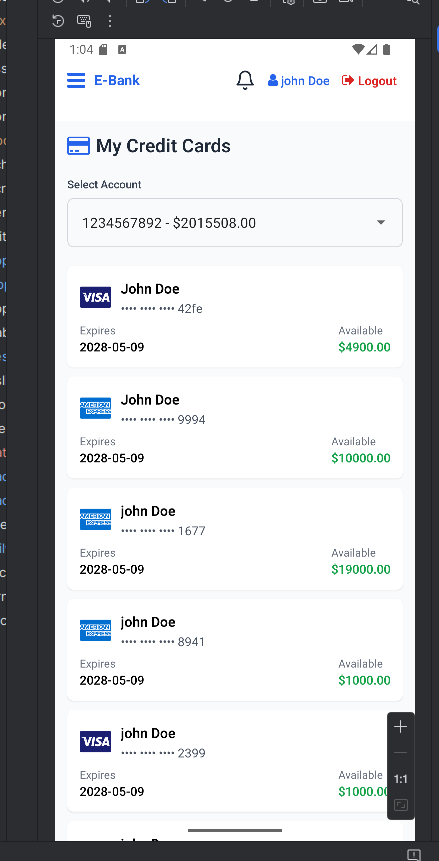 1:04 A
E-Bank john Doe Logout
My Credit Cards
Select Account
1234567892 - $2015508.00
VISA John Doe
•••• •••• •••• 42fe
Expires Available
2028-05-09 $4900.00
AMERICAN EXPRESS John Doe
•••• •••• •••• 9994
Expires Available
2028-05-09 $10000.00
AMERICAN EXPRESS john Doe
•••• •••• •••• 1677
Expires Available
2028-05-09 $19000.00
AMERICAN EXPRESS john Doe
•••• •••• •••• 8941
Expires Available
2028-05-09 $1000.00
VISA john Doe
•••• •••• •••• 2399
Expires Available
2028-05-09 $1000.00
1:1